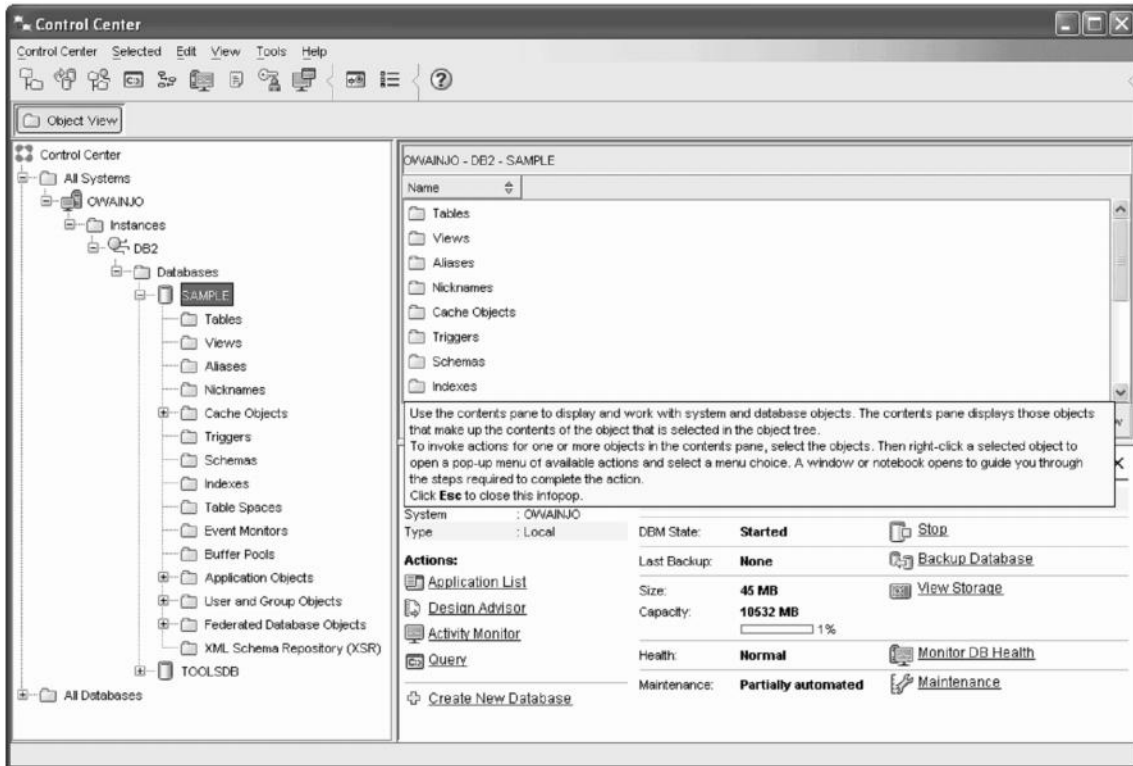 Control Center
Control Center Selected Edit View Tools Help
Object View
Control Center
All Systems
OWAINJO
Instances
DB2
Databases
SAMPLE
Tables
Views
Aliases
Nicknames
Cache Objects
Triggers
Schemas
Indexes
Table Spaces
Event Monitors
Buffer Pools
Application Objects
User and Group Objects
Federated Database Objects
XML Schema Repository (XSR)
TOOLSDB
All Databases
OWAINJO - DB2 - SAMPLE
Name
Tables
Views
Aliases
Nicknames
Cache Objects
Triggers
Schemas
Indexes
Use the contents pane to display and work with system and database objects. The contents pane displays those objects
that make up the contents of the object that is selected in the object tree.
To invoke actions for one or more objects in the contents pane, select the objects. Then right-click a selected object to
open a pop-up menu of available actions and select a menu choice. A window or notebook opens to guide you through
the steps required to complete the action.
Click Esc to close this infopop.
System : OWAINJO
Type : Local
Actions:
Application List
Design Advisor
Activity Monitor
Query
Create New Database
DBM State: Started Stop
Last Backup: None Backup Database
Size: 45 MB View Storage
Capacity: 10532 MB
1%
Health: Normal Monitor DB Health
Maintenance: Partially automated Maintenance